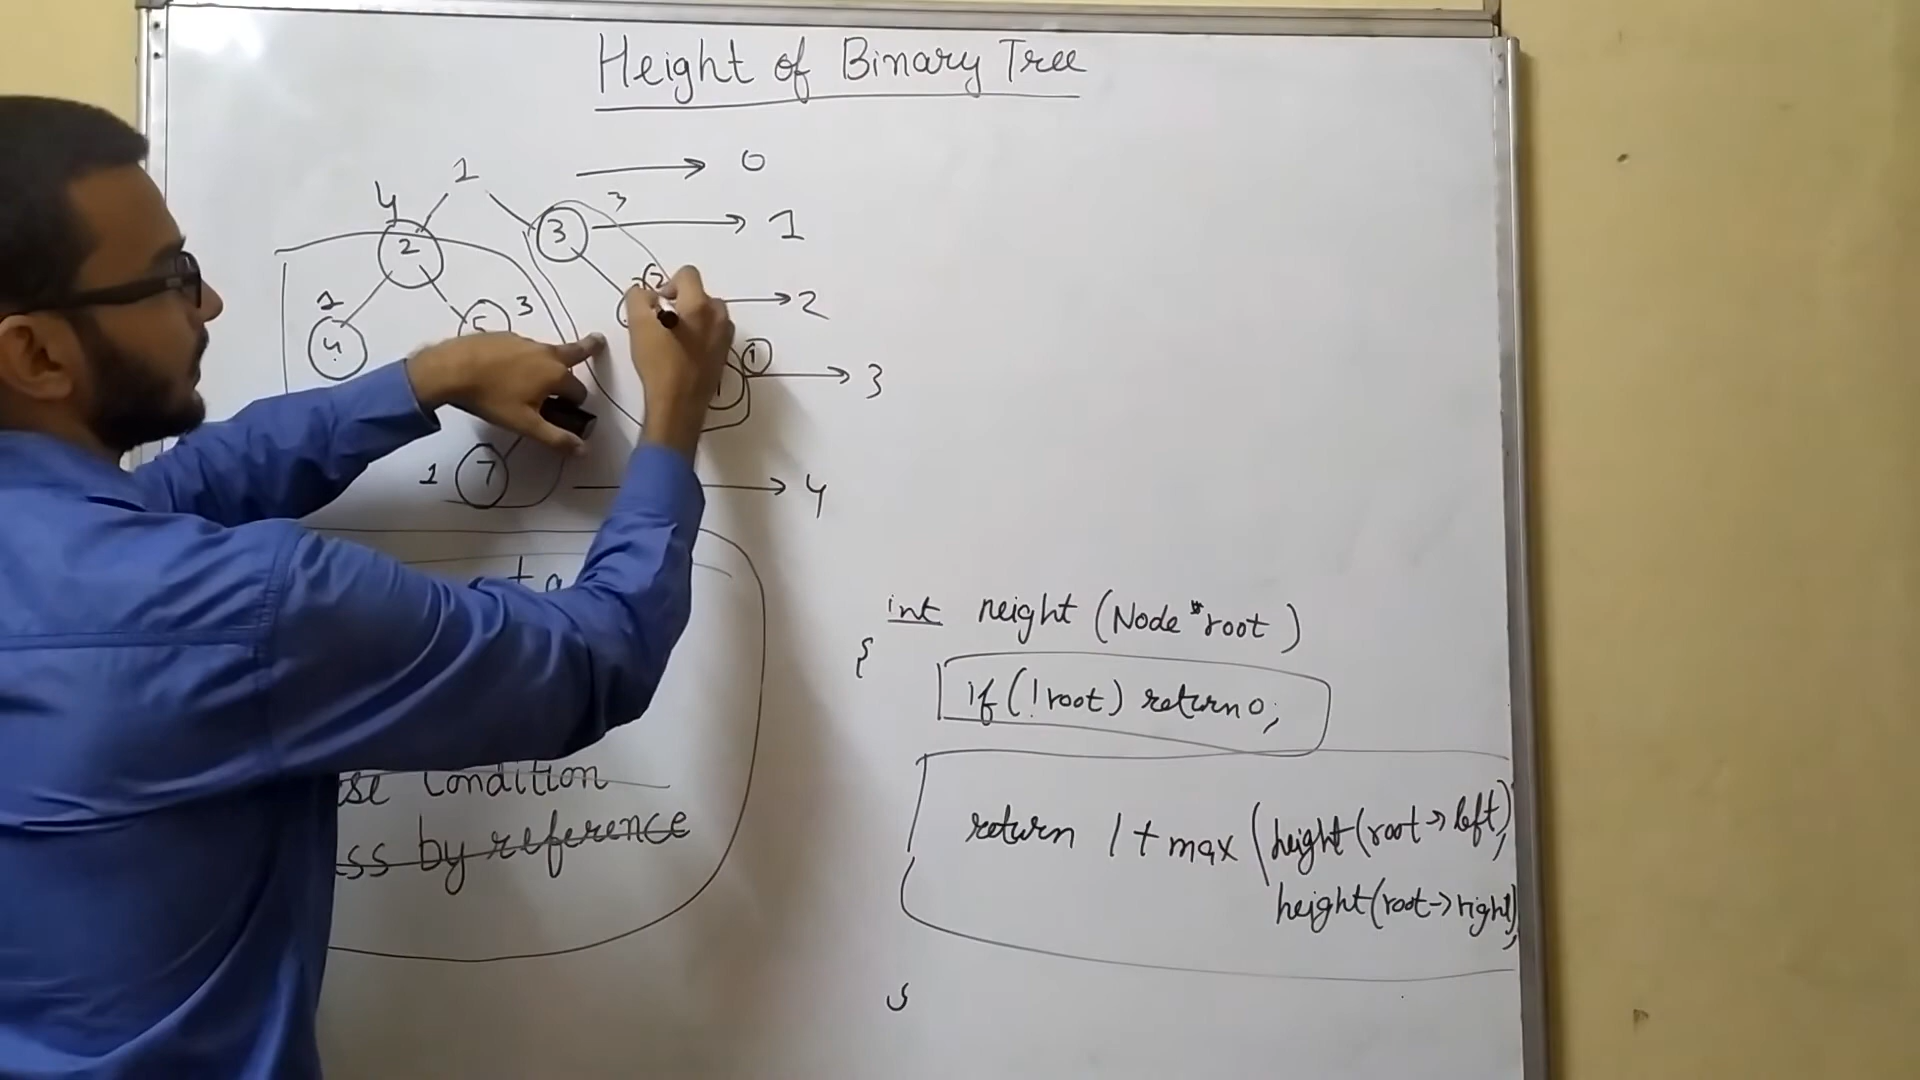 Height of Binary Tree
1 → 0
4 2 3 3 → 1
1 4 5 3 2 → 2
1 → 3
1 7 → 4
int height (Node *root)
{
if (!root) return 0;
return 1 + max (height(root->left),
height(root->right),
Condition
by reference